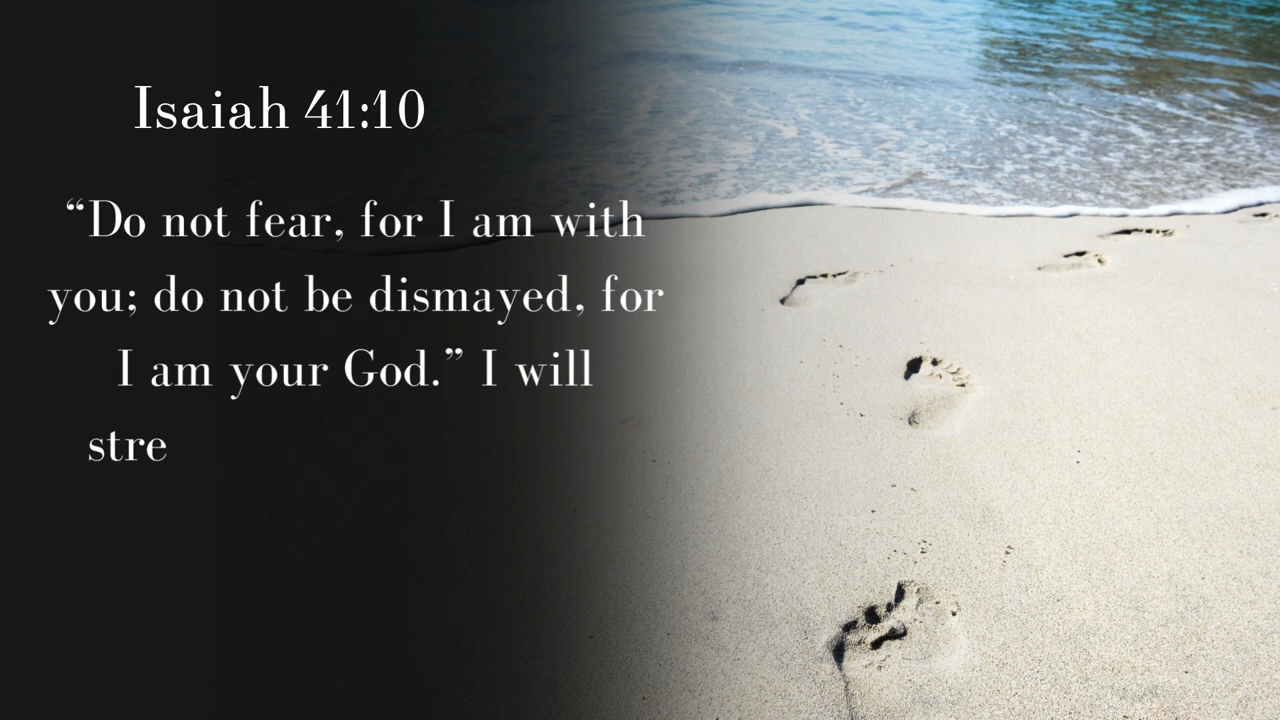 Isaiah 41:10
“Do not fear, for I am with
you; do not be dismayed, for
I am your God.” I will
stre